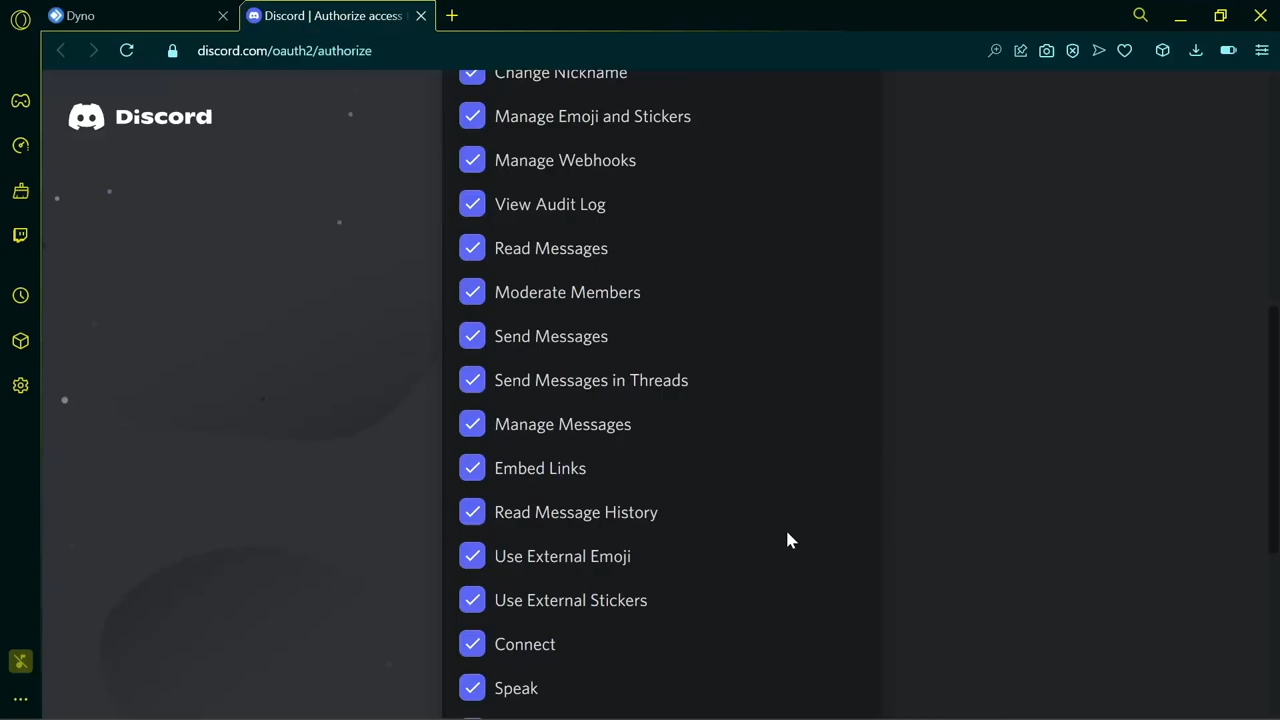 Dyno
Discord | Authorize access
discord.com/oauth2/authorize
Discord
Change Nickname
Manage Emoji and Stickers
Manage Webhooks
View Audit Log
Read Messages
Moderate Members
Send Messages
Send Messages in Threads
Manage Messages
Embed Links
Read Message History
Use External Emoji
Use External Stickers
Connect
Speak